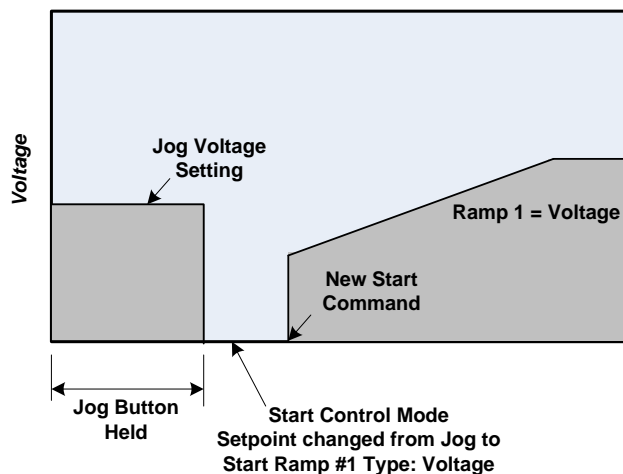 Voltage
Jog Voltage
Setting
Ramp 1 = Voltage
New Start
Command
Jog Button
Held
Start Control Mode
Setpoint changed from Jog to
Start Ramp #1 Type: Voltage